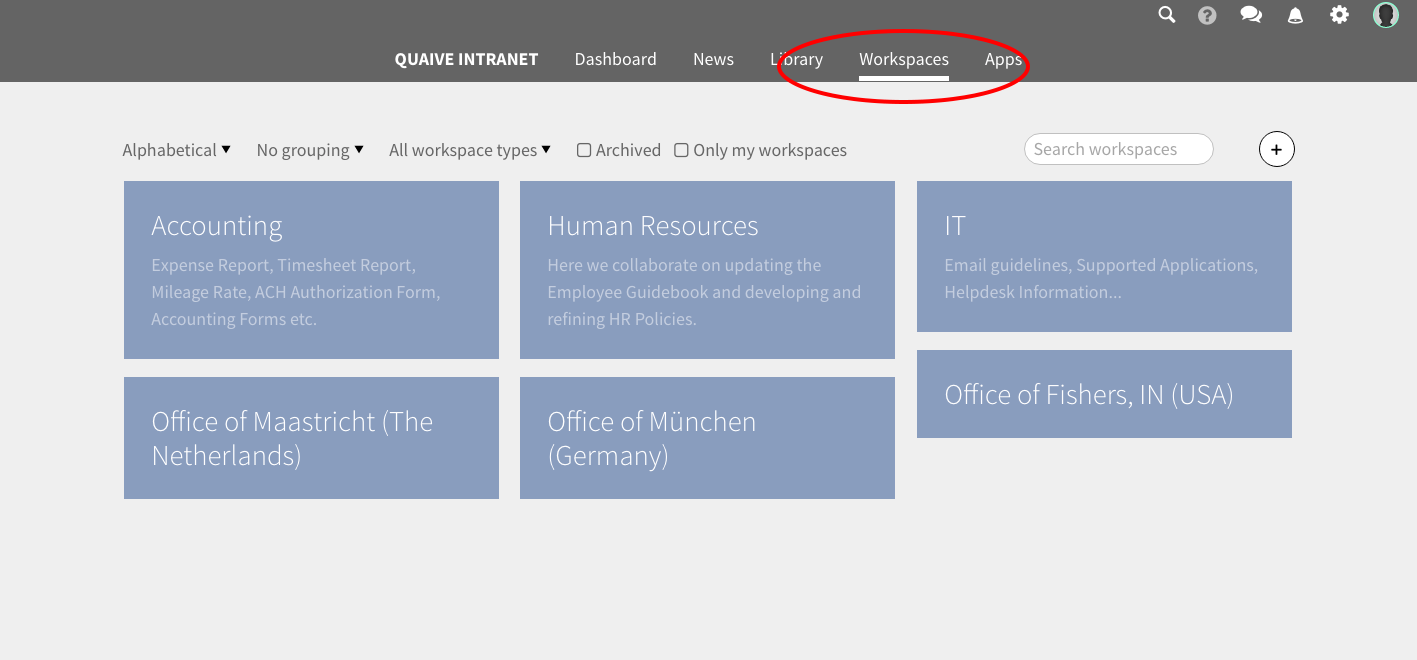 QUAIVE INTRANET Dashboard News Library Workspaces Apps
Alphabetical No grouping All workspace types Archived Only my workspaces Search workspaces +
Accounting
Expense Report, Timesheet Report,
Mileage Rate, ACH Authorization Form,
Accounting Forms etc.
Human Resources
Here we collaborate on updating the
Employee Guidebook and developing and
refining HR Policies.
IT
Email guidelines, Supported Applications,
Helpdesk Information...
Office of Maastricht (The
Netherlands)
Office of München
(Germany)
Office of Fishers, IN (USA)